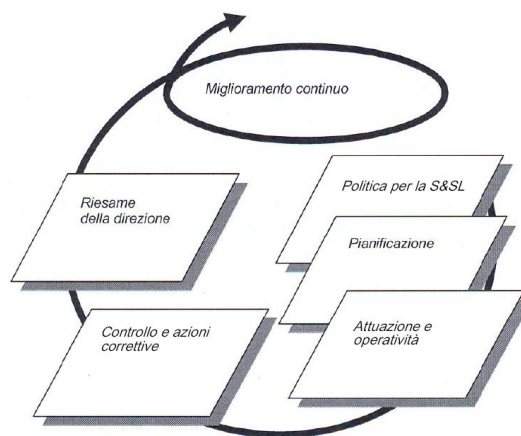 Miglioramento continuo
Politica per la S&SL
Riesame
della direzione
Pianificazione
Controllo e azioni
correttive
Attuazione e
operatività